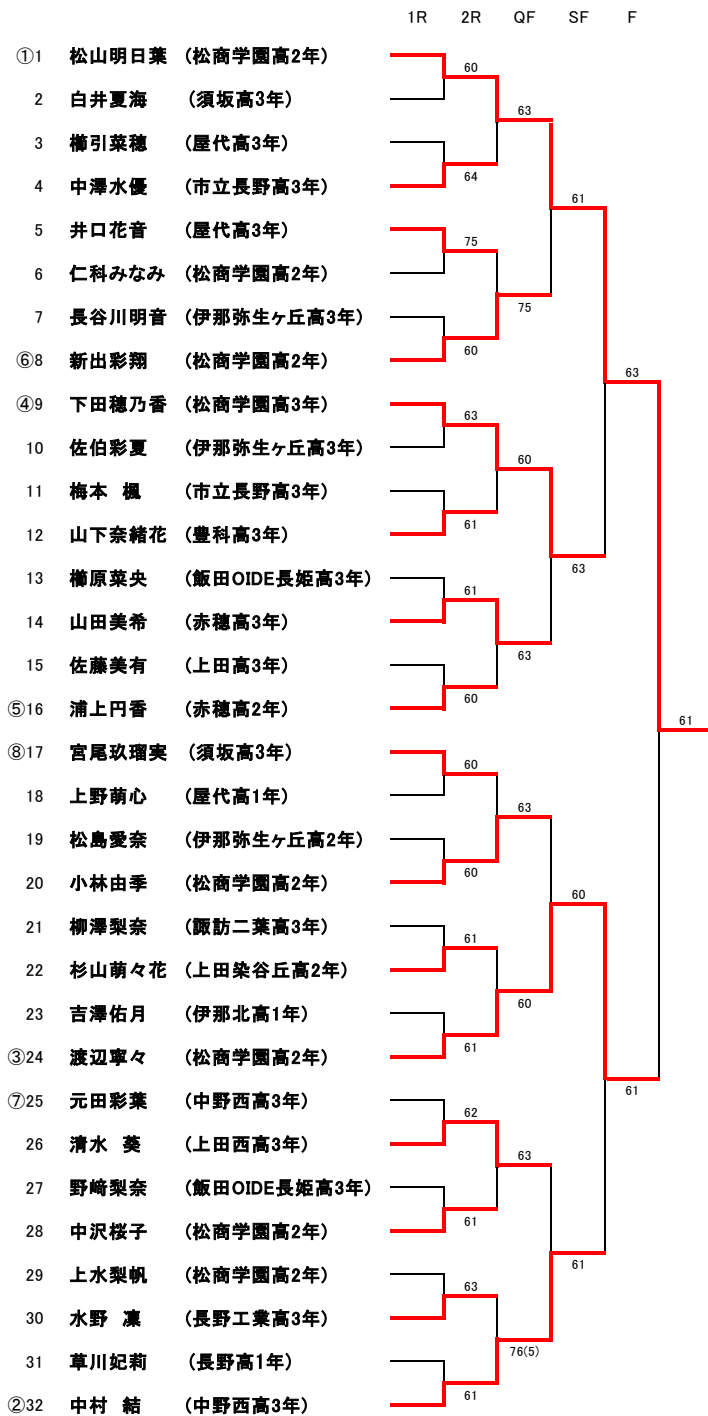 1R 2R QF SF F
①1 松山明日葉 (松商学園高2年)
60
2 白井夏海 (須坂高3年)
63
3 櫛引菜穂 (屋代高3年)
64
4 中澤水優 (市立長野高3年)
61
5 井口花音 (屋代高3年)
75
6 仁科みなみ (松商学園高2年)
75
7 長谷川明音 (伊那弥生ヶ丘高3年)
60
⑥8 新出彩翔 (松商学園高2年)
63
④9 下田穂乃香 (松商学園高3年)
63
10 佐伯彩夏 (伊那弥生ヶ丘高3年)
60
11 梅本 楓 (市立長野高3年)
61
12 山下奈緒花 (豊科高3年)
63
13 櫛原菜央 (飯田OIDE長姫高3年)
61
14 山田美希 (赤穂高3年)
63
15 佐藤美有 (上田高3年)
60
⑤16 浦上円香 (赤穂高2年)
61
⑧17 宮尾玖瑠実 (須坂高3年)
60
18 上野萌心 (屋代高1年)
63
19 松島愛奈 (伊那弥生ヶ丘高2年)
60
20 小林由季 (松商学園高2年)
60
21 柳澤梨奈 (諏訪二葉高3年)
61
22 杉山萌々花 (上田染谷丘高2年)
60
23 吉澤佑月 (伊那北高1年)
61
③24 渡辺寧々 (松商学園高2年)
61
⑦25 元田彩葉 (中野西高3年)
62
26 清水 葵 (上田西高3年)
63
27 野﨑梨奈 (飯田OIDE長姫高3年)
61
28 中沢桜子 (松商学園高2年)
61
29 上水梨帆 (松商学園高2年)
63
30 水野 凜 (長野工業高3年)
76(5)
31 草川妃莉 (長野高1年)
61
②32 中村 結 (中野西高3年)